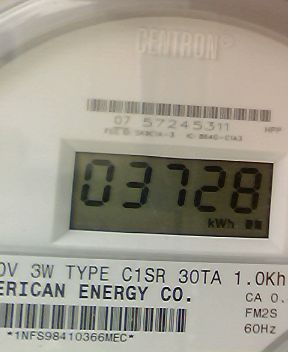 CENTRON®
07 57245311
HPP
03728
kWh
0V 3W TYPE C1SR 30TA 1.0Kh
ERICAN ENERGY CO.
CA 0.
FM2S
60Hz
*1NFS98410366MEC*